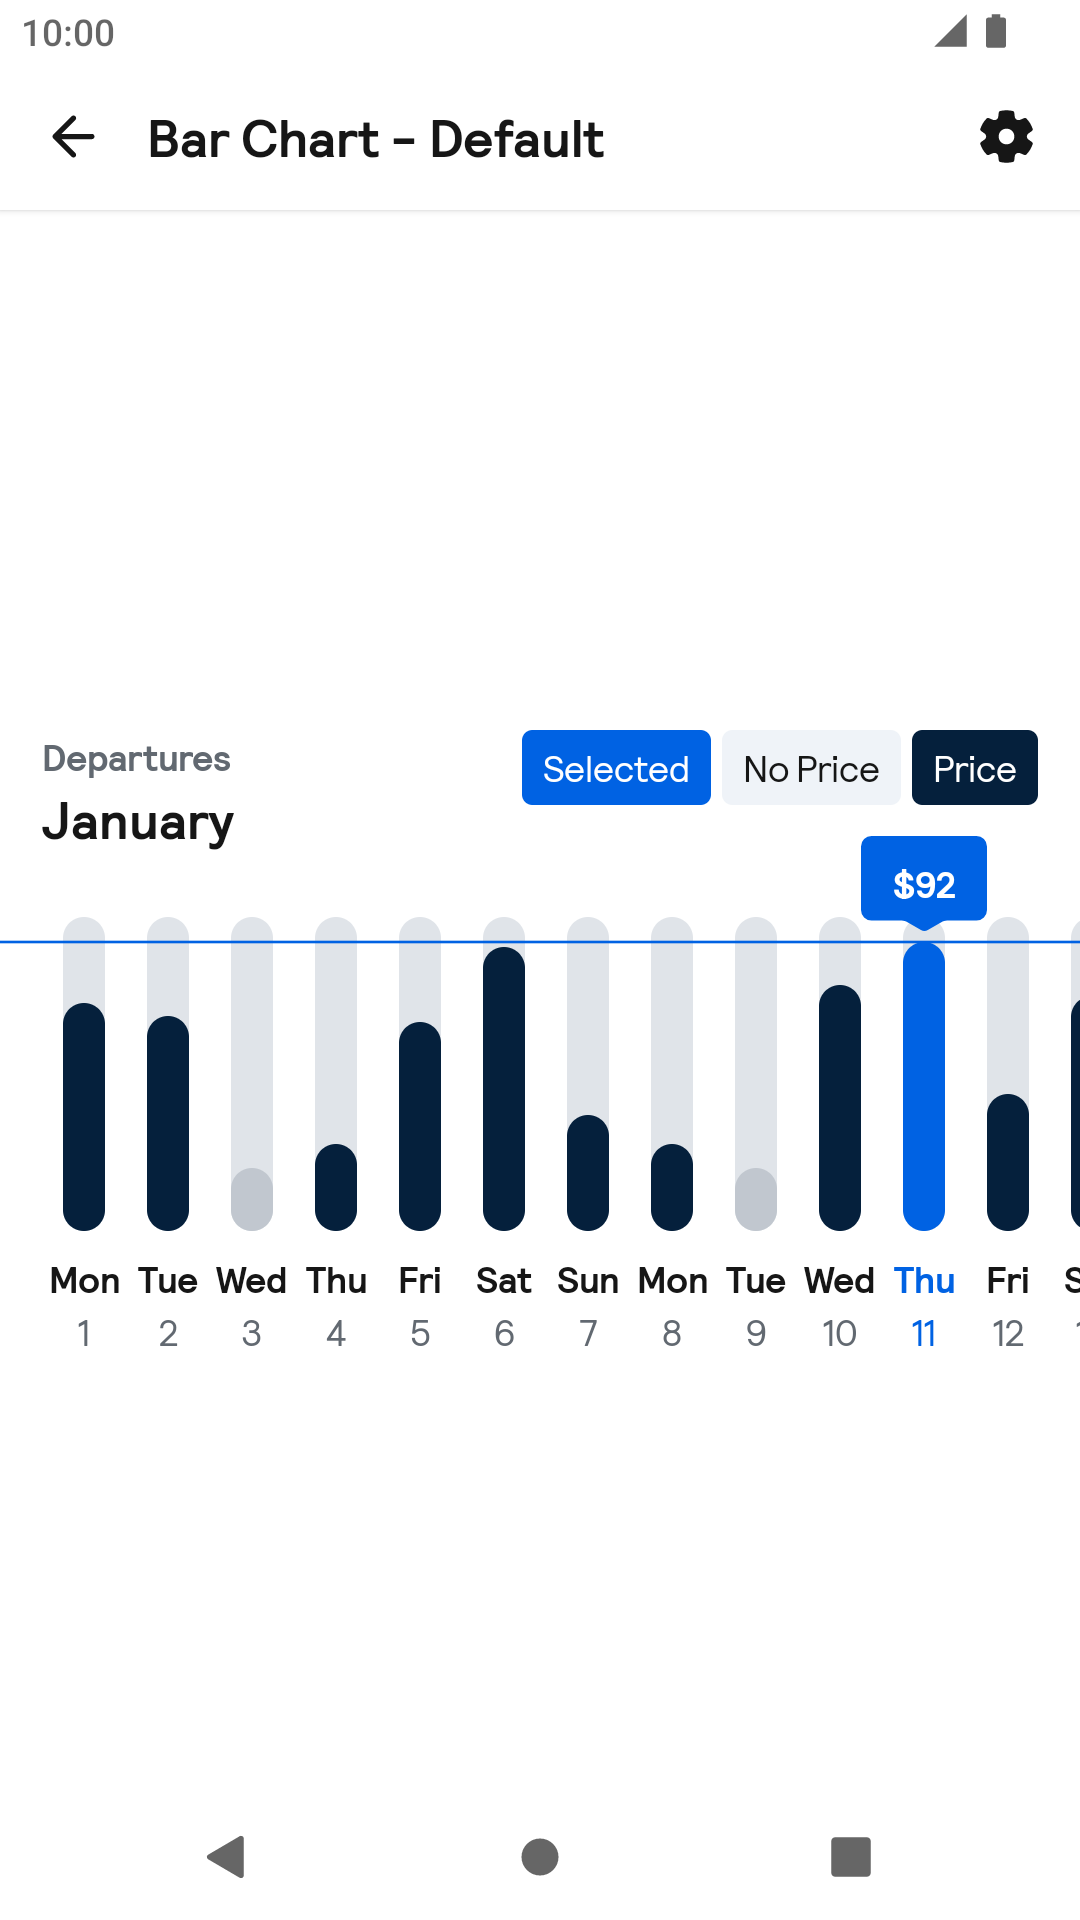 10:00
Bar Chart - Default
Departures
January
Selected No Price Price
$92
Mon Tue Wed Thu Fri Sat Sun Mon Tue Wed Thu Fri S
1 2 3 4 5 6 7 8 9 10 11 12